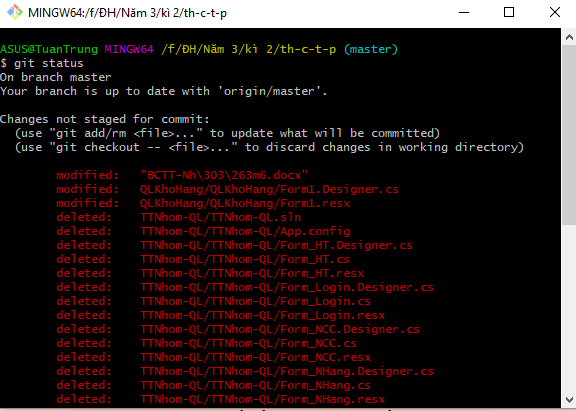 MINGW64:/f/ĐH/Năm 3/kì 2/th-c-t-p
ASUS@TuanTrung MINGW64 /f/ĐH/Năm 3/kì 2/th-c-t-p (master)
$ git status
On branch master
Your branch is up to date with 'origin/master'.
Changes not staged for commit:
(use "git add/rm <file>..." to update what will be committed)
(use "git checkout -- <file>..." to discard changes in working directory)
modified: "BCTT-Nh\303\263m6.docx"
modified: QLKhoHang/QLKhoHang/Form1.Designer.cs
modified: QLKhoHang/QLKhoHang/Form1.resx
deleted: TTNhom-QL/TTNhom-QL.sln
deleted: TTNhom-QL/TTNhom-QL/App.config
deleted: TTNhom-QL/TTNhom-QL/Form_HT.Designer.cs
deleted: TTNhom-QL/TTNhom-QL/Form_HT.cs
deleted: TTNhom-QL/TTNhom-QL/Form_HT.resx
deleted: TTNhom-QL/TTNhom-QL/Form_Login.Designer.cs
deleted: TTNhom-QL/TTNhom-QL/Form_Login.cs
deleted: TTNhom-QL/TTNhom-QL/Form_Login.resx
deleted: TTNhom-QL/TTNhom-QL/Form_NCC.Designer.cs
deleted: TTNhom-QL/TTNhom-QL/Form_NCC.cs
deleted: TTNhom-QL/TTNhom-QL/Form_NCC.resx
deleted: TTNhom-QL/TTNhom-QL/Form_NHang.Designer.cs
deleted: TTNhom-QL/TTNhom-QL/Form_NHang.cs
deleted: TTNhom-QL/TTNhom-QL/Form_NHang.resx